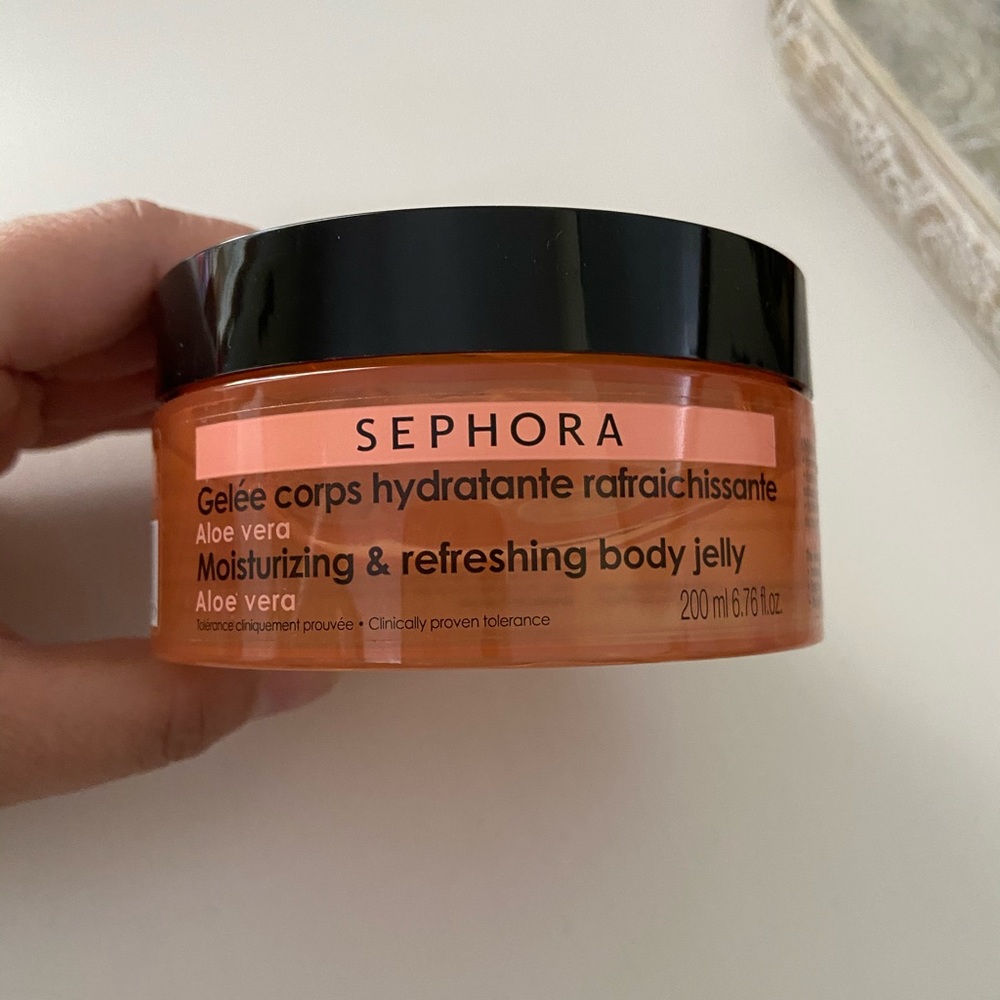 SEPHORA
Gelée corps hydratante rafraichissante
Aloe vera
Moisturizing & refreshing body jelly
Aloe vera
200 ml 6.76 fl.oz.
Tolérance cliniquement prouvée • Clinically proven tolerance